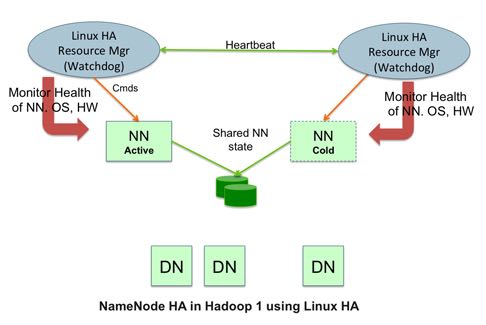 Linux HA
Resource Mgr
(Watchdog)
Heartbeat
Linux HA
Resource Mgr
(Watchdog)
Monitor Health
of NN. OS, HW
Cmds
Monitor Health
of NN. OS, HW
NN
Active
Shared NN
state
NN
Cold
DN
DN
DN
NameNode HA in Hadoop 1 using Linux HA